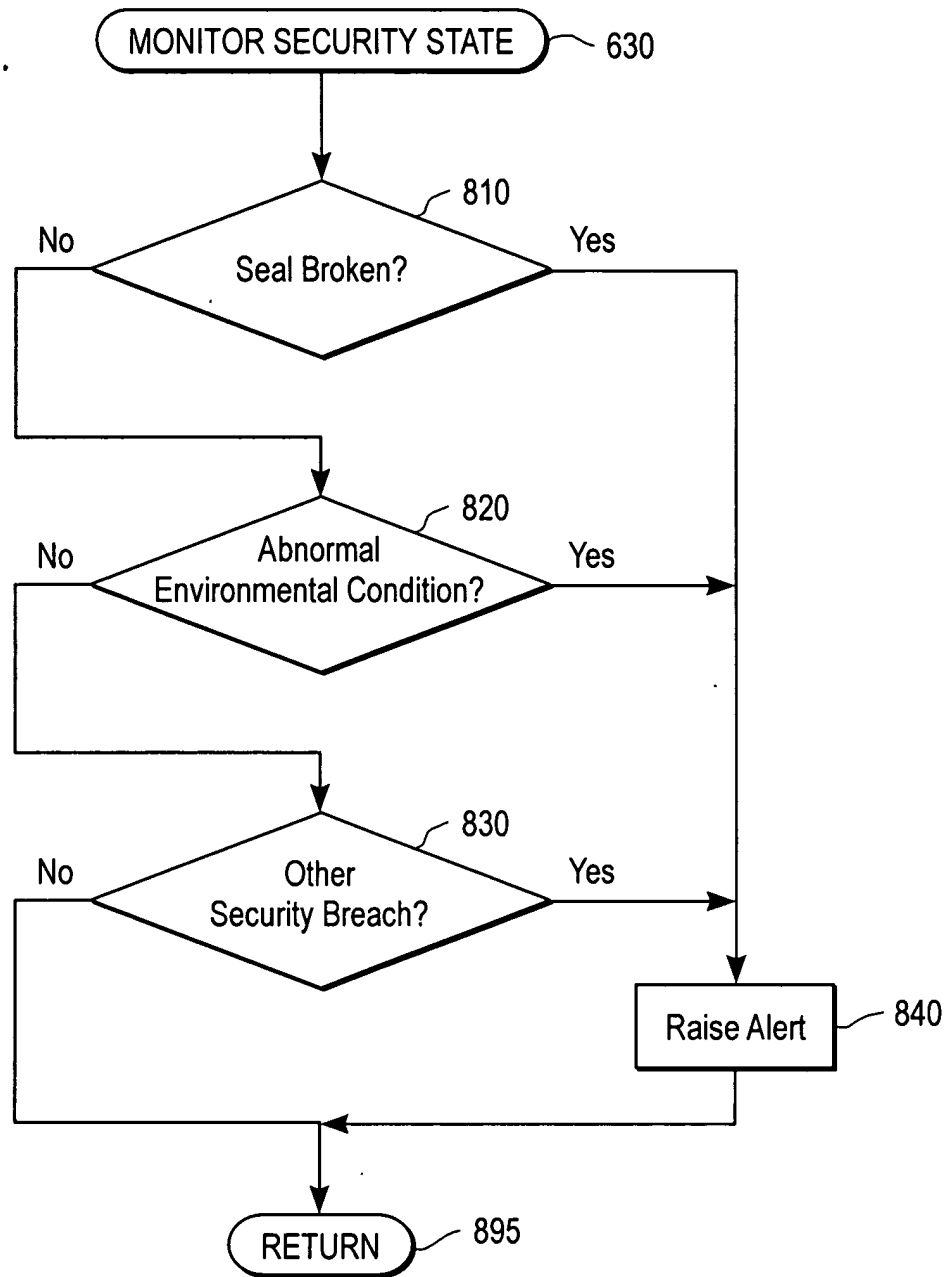 MONITOR SECURITY STATE
630
810
No
Yes
Seal Broken?
820
No
Yes
Abnormal
Environmental Condition?
830
No
Yes
Other
Security Breach?
Raise Alert
840
RETURN
895